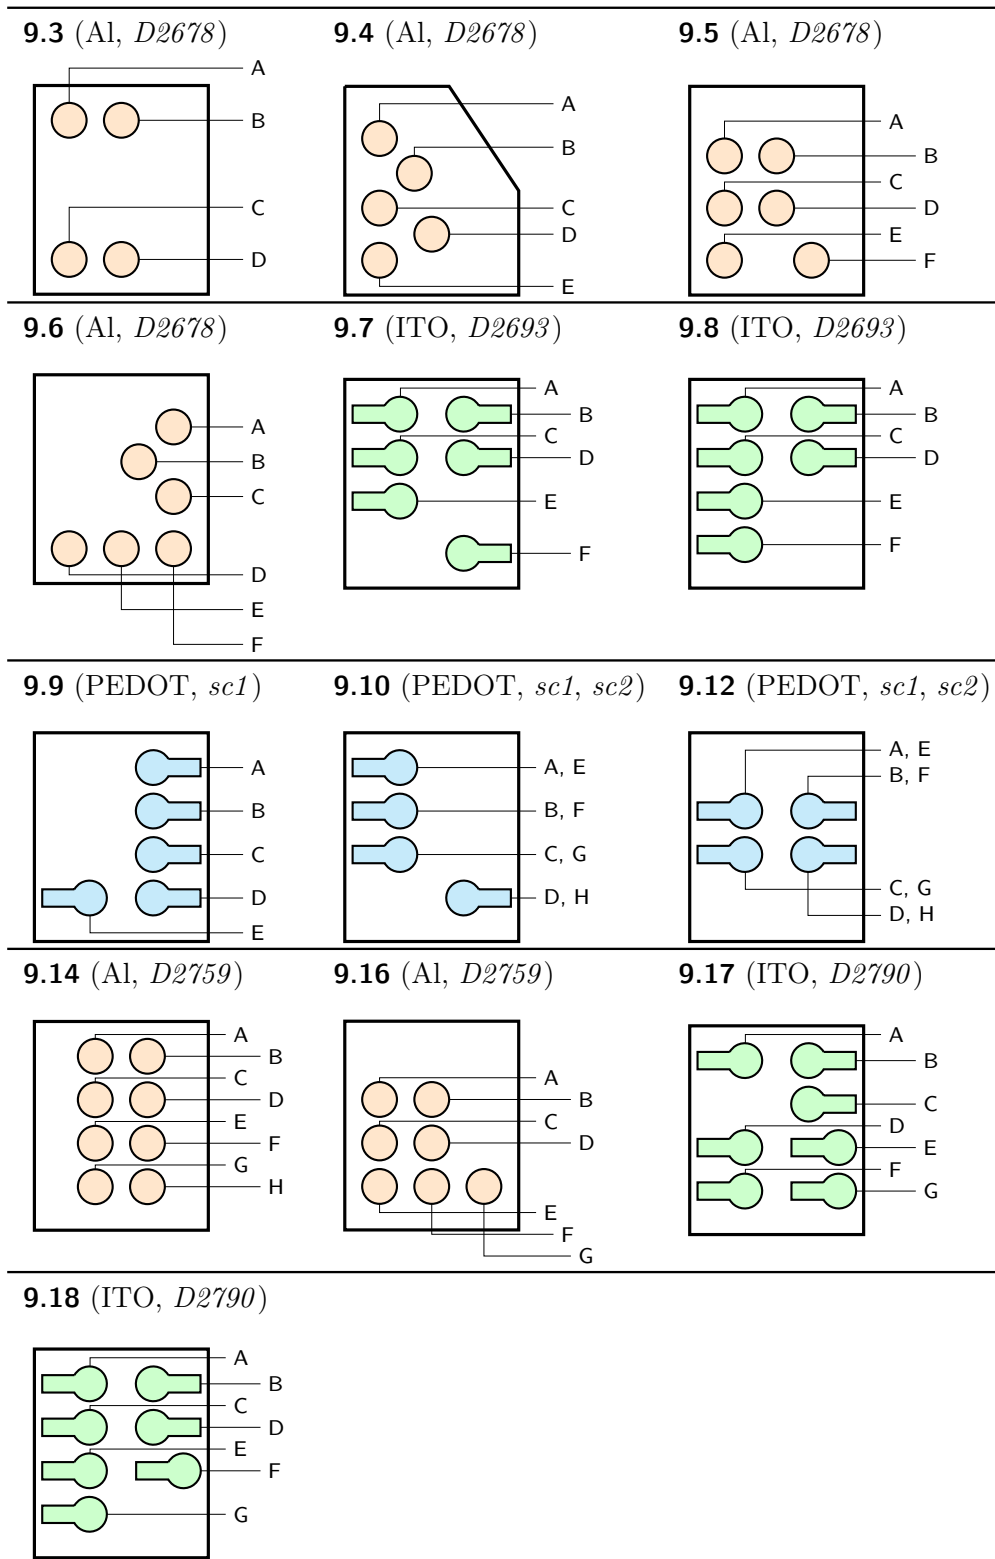 9.3 (Al, D2678)
A
B
C
D
9.4 (Al, D2678)
A
B
C
D
E
9.5 (Al, D2678)
A
B
C
D
E
F
9.6 (Al, D2678)
A
B
C
D
E
F
9.7 (ITO, D2693)
A
B
C
D
E
F
9.8 (ITO, D2693)
A
B
C
D
E
F
9.9 (PEDOT, sc1)
A
B
C
D
E
9.10 (PEDOT, sc1, sc2)
A, E
B, F
C, G
D, H
9.12 (PEDOT, sc1, sc2)
A, E
B, F
C, G
D, H
9.14 (Al, D2759)
A
B
C
D
E
F
G
H
9.16 (Al, D2759)
A
B
C
D
E
F
G
9.17 (ITO, D2790)
A
B
C
D
E
F
G
9.18 (ITO, D2790)
A
B
C
D
E
F
G